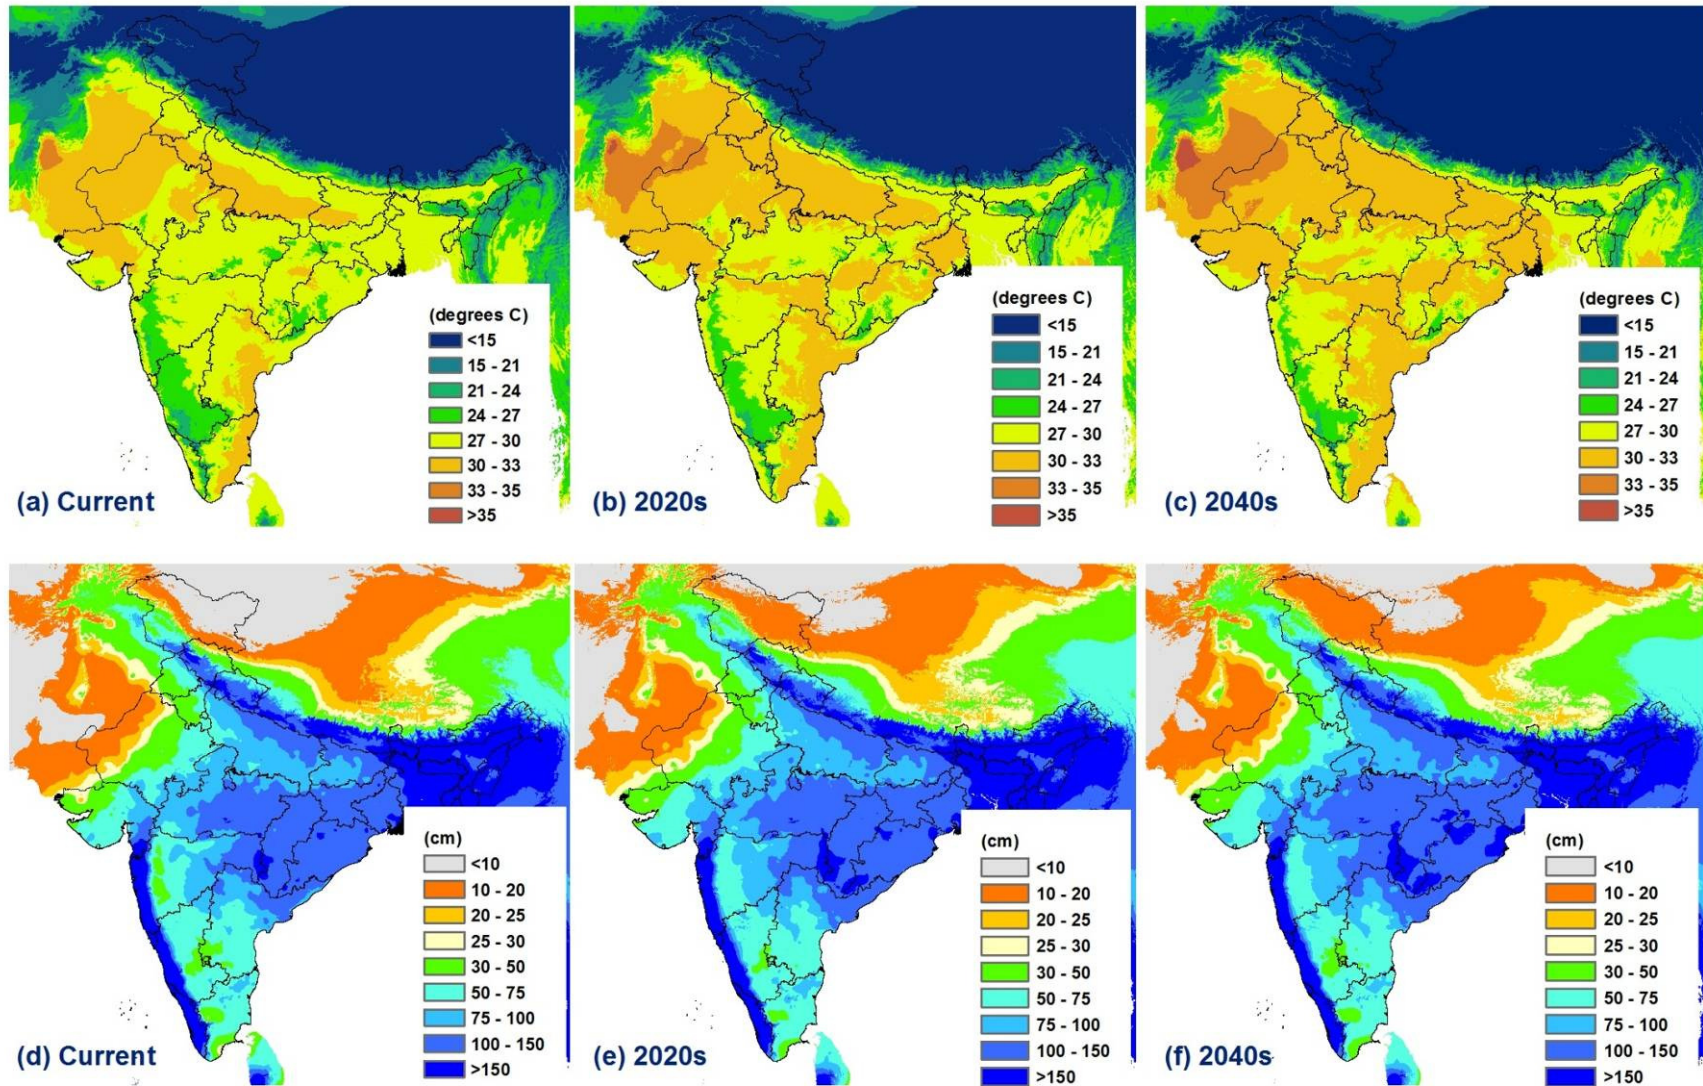 (degrees C)
<15
15 - 21
21 - 24
24 - 27
27 - 30
30 - 33
33 - 35
>35
(a) Current
(degrees C)
<15
15 - 21
21 - 24
24 - 27
27 - 30
30 - 33
33 - 35
>35
(b) 2020s
(degrees C)
<15
15 - 21
21 - 24
24 - 27
27 - 30
30 - 33
33 - 35
>35
(c) 2040s
(cm)
<10
10 - 20
20 - 25
25 - 30
30 - 50
50 - 75
75 - 100
100 - 150
>150
(d) Current
(cm)
<10
10 - 20
20 - 25
25 - 30
30 - 50
50 - 75
75 - 100
100 - 150
>150
(e) 2020s
(cm)
<10
10 - 20
20 - 25
25 - 30
30 - 50
50 - 75
75 - 100
100 - 150
>150
(f) 2040s